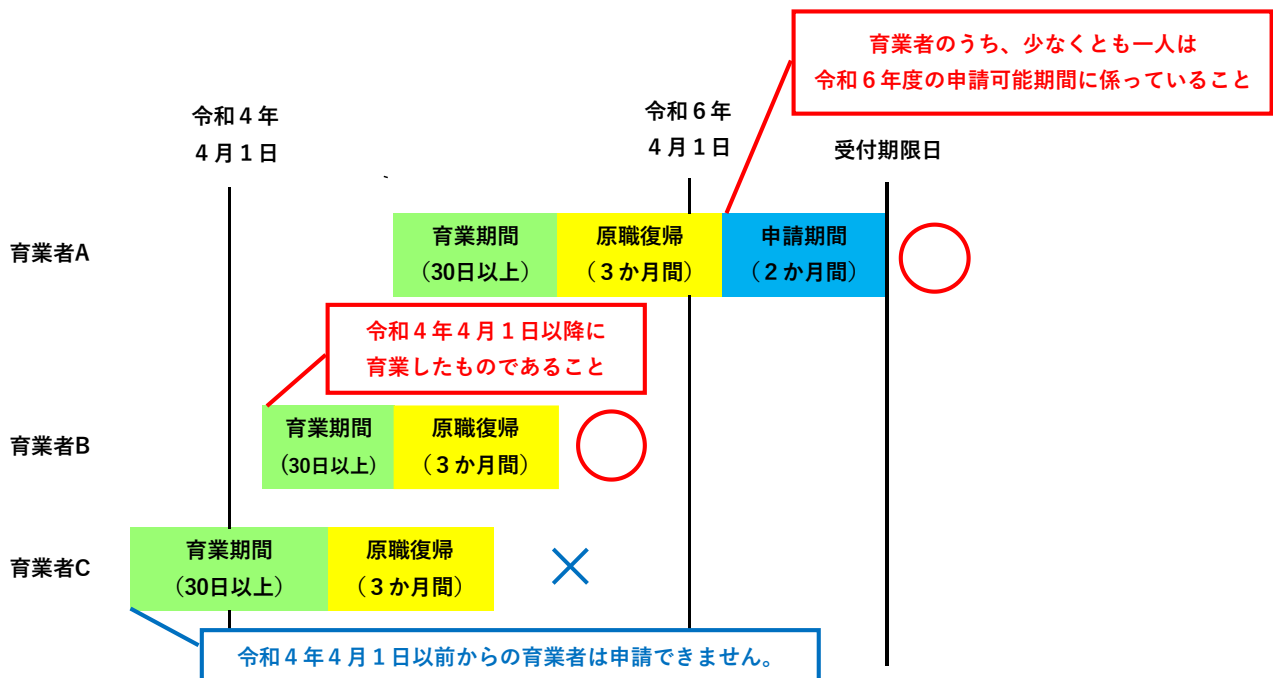 育業者のうち、少なくとも一人は
令和６年度の申請可能期間に係っていること
令和４年
４月１日
令和６年
４月１日
受付期限日
育業者A
育業期間
（30日以上）
原職復帰
（３か月間）
申請期間
（２か月間）
令和４年４月１日以降に
育業したものであること
育業者B
育業期間
（30日以上）
原職復帰
（３か月間）
育業者C
育業期間
（30日以上）
原職復帰
（３か月間）
令和４年４月１日以前からの育業者は申請できません。